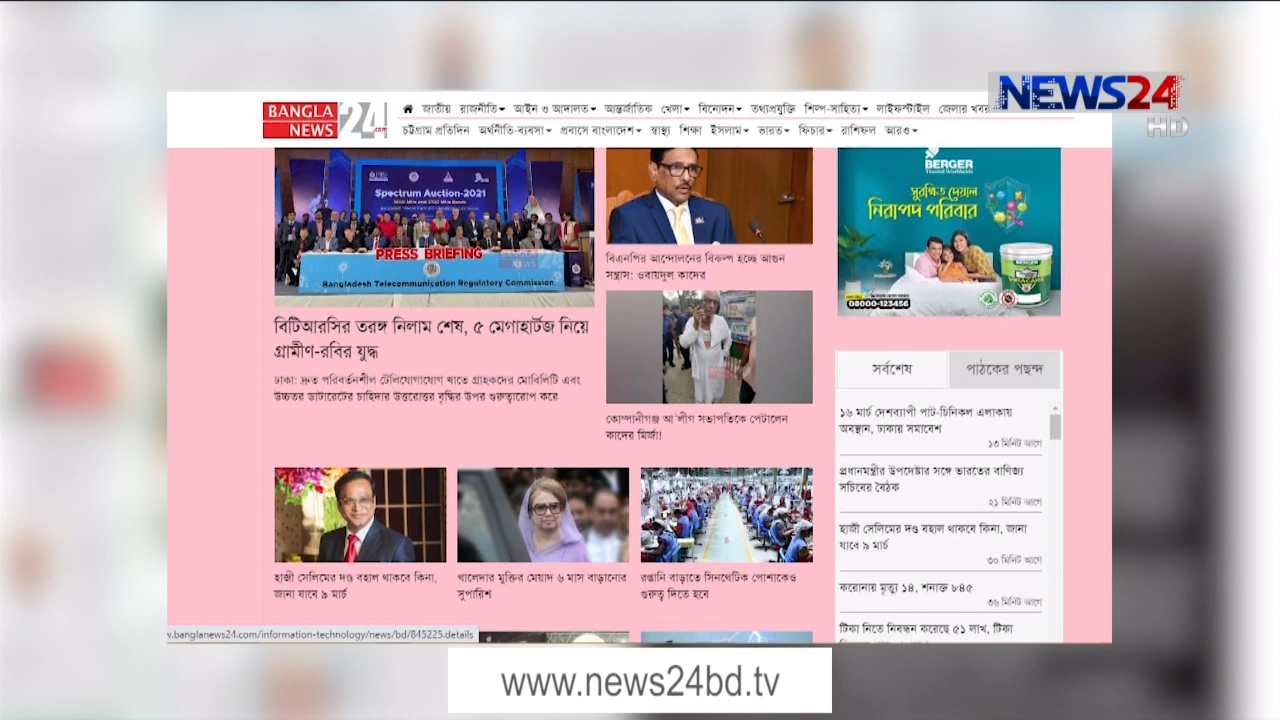 NEWS24
HD
BANGLA
NEWS
24
.com
জাতীয় রাজনীতি আইন ও আদালত আন্তর্জাতিক খেলা বিনোদন তথ্যপ্রযুক্তি শিল্প-সাহিত্য লাইফস্টাইল জেলার খবর
চট্টগ্রাম প্রতিদিন অর্থনীতি-ব্যবসা প্রবাসে বাংলাদেশ স্বাস্থ্য শিক্ষা ইসলাম ভারত ফিচার রাশিফল আরও
Spectrum Auction-2021
PRESS BRIEFING
Bangladesh Telecommunication Regulatory Commission
বিটিআরসির তরঙ্গ নিলাম শেষ, ৫ মেগাহার্টজ নিয়ে
গ্রামীণ-রবির যুদ্ধ
ঢাকা: দ্রুত পরিবর্তনশীল টেলিযোগাযোগ খাতে গ্রাহকদের মোবিলিটি এবং
উচ্চতর ডাটারেটের চাহিদার উত্তরোত্তর বৃদ্ধির উপর গুরুত্বারোপ করে
বিএনপির আন্দোলনের বিকল্প হচ্ছে আগুন
সন্ত্রাস: ওবায়দুল কাদের
কোম্পানীগঞ্জ আ'লীগ সভাপতিকে পেটালেন
কাদের মির্জা!
হাজী সেলিমের দণ্ড বহাল থাকবে কিনা,
জানা যাবে ৯ মার্চ
খালেদার মুক্তির মেয়াদ ৬ মাস বাড়ানোর
সুপারিশ
রপ্তানি বাড়াতে সিনথেটিক পোশাকেও
গুরুত্ব দিতে হবে
BERGER
Trusted Worldwide
সুরক্ষিত দেয়াল
নিরাপদ পরিবার
08000-123456
সর্বশেষ পাঠকের পছন্দ
১৬ মার্চ দেশব্যাপী পাট-চিনিকল এলাকায়
অবস্থান, ঢাকায় সমাবেশ
১৩ মিনিট আগে
প্রধানমন্ত্রীর উপদেষ্টার সঙ্গে ভারতের বাণিজ্য
সচিবের বৈঠক
২১ মিনিট আগে
হাজী সেলিমের দণ্ড বহাল থাকবে কিনা, জানা
যাবে ৯ মার্চ
৩০ মিনিট আগে
করোনায় মৃত্যু ১৪, শনাক্ত ৮৪৫
৩৬ মিনিট আগে
টিকা নিতে নিবন্ধন করেছে ৫১ লাখ, টিকা
w.banglanews24.com/information-technology/news/bd/845225.details
www.news24bd.tv